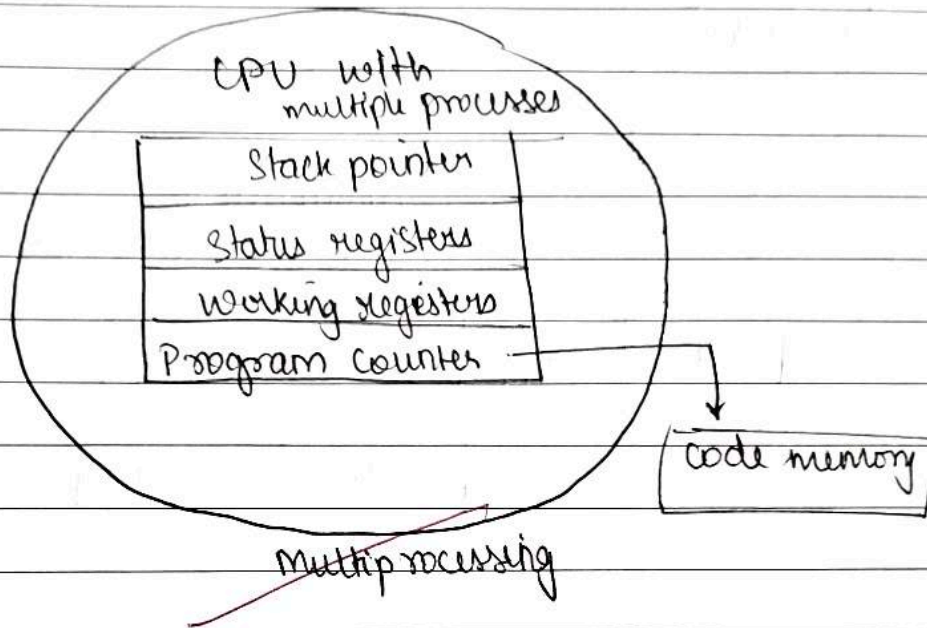 CPU with
multiple processes
Stack pointer
Status registers
Working registers
Program Counter
code memory
Multiprocessing